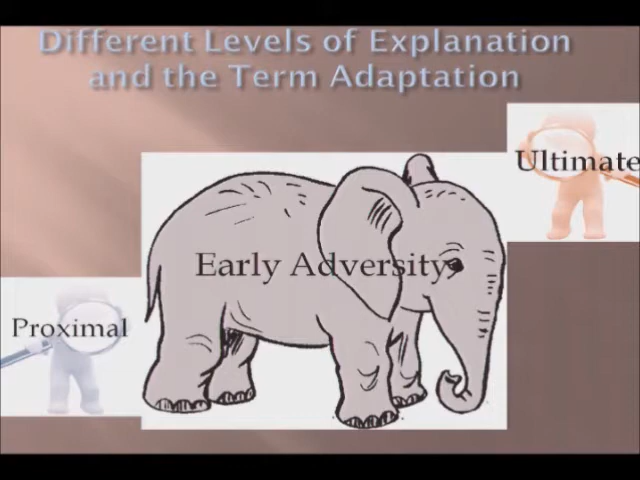 Different Levels of Explanation
and the Term Adaptation
Ultimate
Early Adversity
Proximal